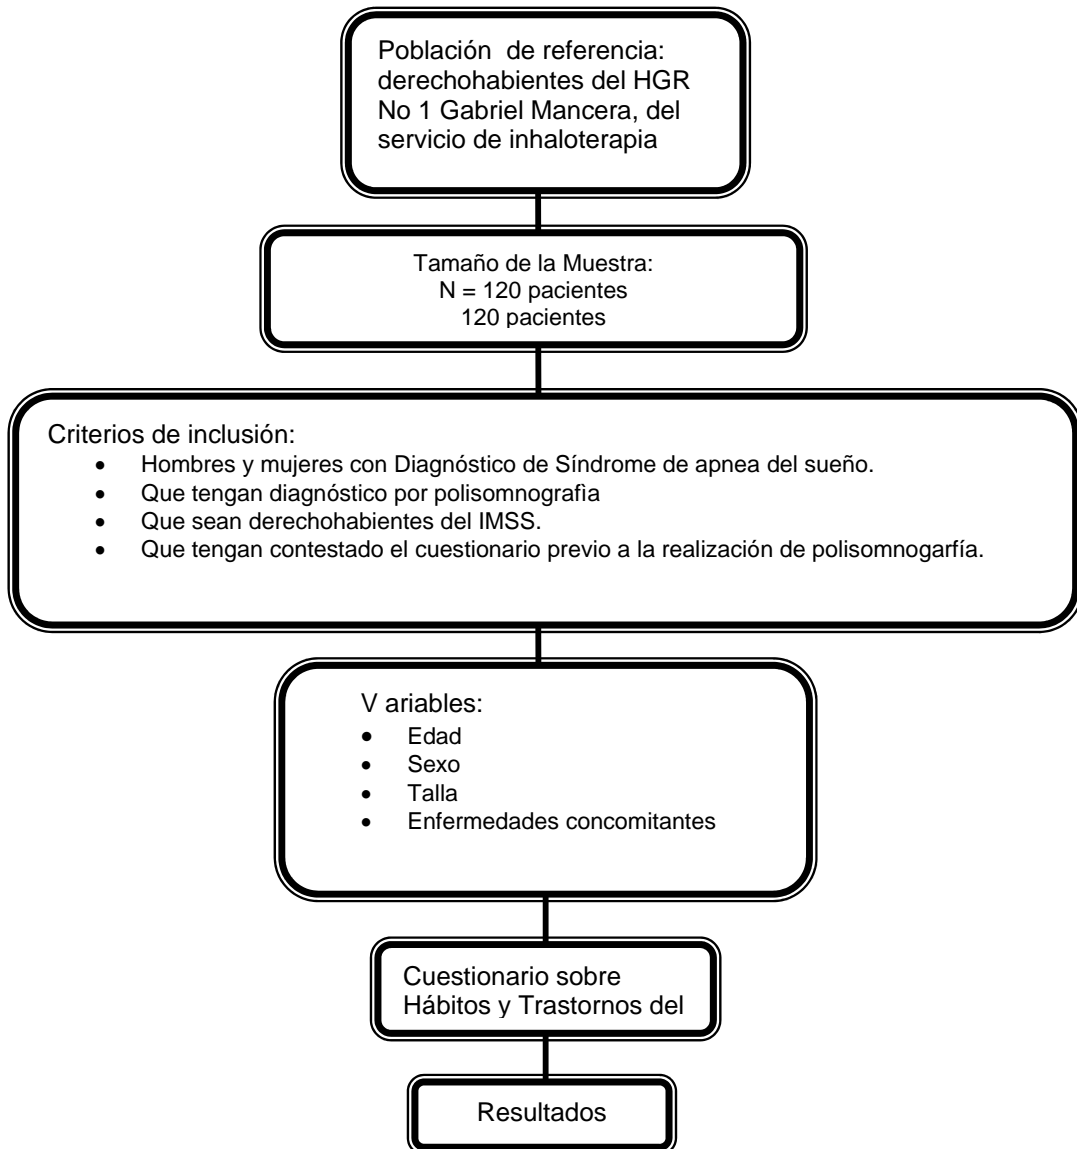 Población de referencia:
derechohabientes del HGR
No 1 Gabriel Mancera, del
servicio de inhaloterapia
Tamaño de la Muestra:
N = 120 pacientes
120 pacientes
Criterios de inclusión:
• Hombres y mujeres con Diagnóstico de Síndrome de apnea del sueño.
• Que tengan diagnóstico por polisomnografìa
• Que sean derechohabientes del IMSS.
• Que tengan contestado el cuestionario previo a la realización de polisomnogarfía.
V ariables:
• Edad
• Sexo
• Talla
• Enfermedades concomitantes
Cuestionario sobre
Hábitos y Trastornos del
Resultados